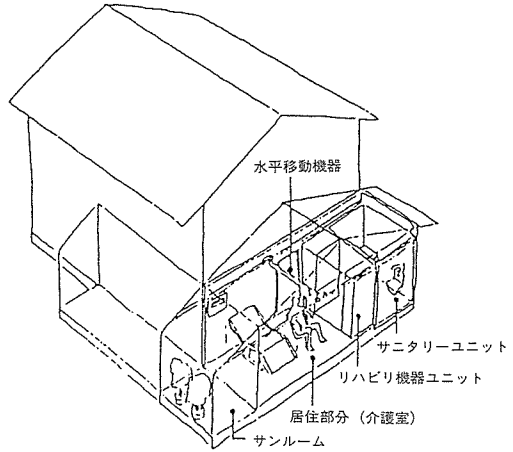 水平移動機器
サニタリーユニット
リハビリ機器ユニット
居住部分（介護室）
サンルーム